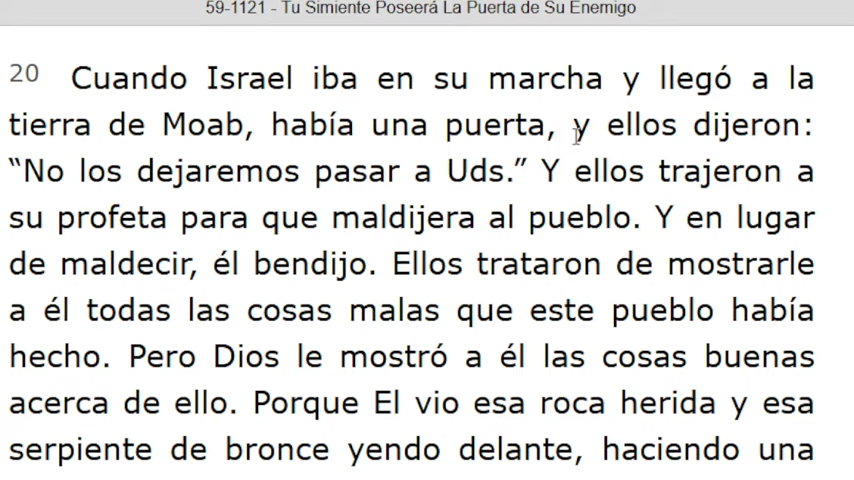 59-1121 - Tu Simiente Poseerá La Puerta de Su Enemigo
20 Cuando Israel iba en su marcha y llegó a la
tierra de Moab, había una puerta, y ellos dijeron:
“No los dejaremos pasar a Uds.” Y ellos trajeron a
su profeta para que maldijera al pueblo. Y en lugar
de maldecir, él bendijo. Ellos trataron de mostrarle
a él todas las cosas malas que este pueblo había
hecho. Pero Dios le mostró a él las cosas buenas
acerca de ello. Porque El vio esa roca herida y esa
serpiente de bronce yendo delante, haciendo una